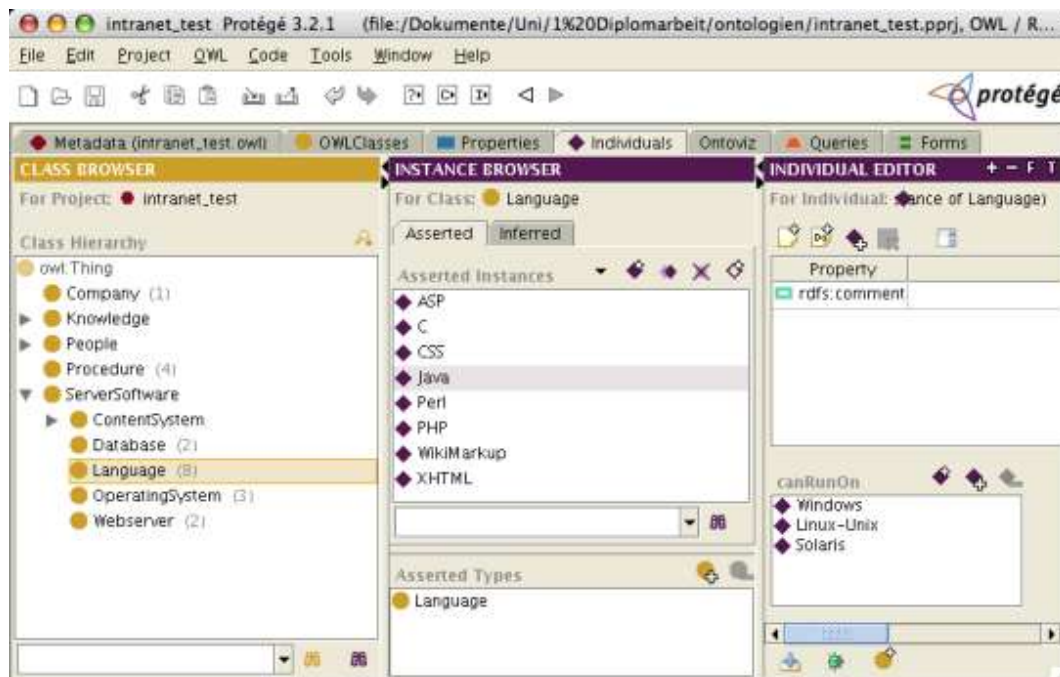 intranet_test Protégé 3.2.1 (file:/Dokumente/Uni/1%20Diplomarbeit/ontologien/intranet_test.pprj, OWL / R...
File Edit Project OWL Code Tools Window Help
protégé
Metadata (intranet_test.owl) OWLClasses Properties Individuals Ontoviz Queries Forms
CLASS BROWSER
For Project: intranet_test
Class Hierarchy
owl:Thing
Company (1)
Knowledge
People
Procedure (4)
ServerSoftware
ContentSystem
Database (2)
Language (8)
OperatingSystem (3)
Webserver (2)
INSTANCE BROWSER
For Class: Language
Asserted Inferred
Asserted Instances
ASP
C
CSS
Java
Perl
PHP
WikiMarkup
XHTML
Asserted Types
Language
INDIVIDUAL EDITOR + - F T
For Individual: ance of Language)
Property
rdfs:comment
canRunOn
Windows
Linux-Unix
Solaris